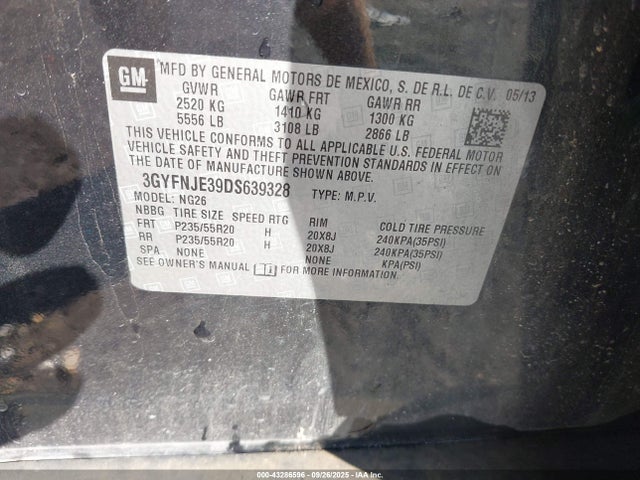 GM
MFD BY GENERAL MOTORS DE MEXICO, S. DE R.L. DE C.V. 05/13
GVWR GAWR FRT GAWR RR
2520 KG 1410 KG 1300 KG
5556 LB 3108 LB 2866 LB
THIS VEHICLE CONFORMS TO ALL APPLICABLE U.S. FEDERAL MOTOR
VEHICLE SAFETY AND THEFT PREVENTION STANDARDS IN EFFECT ON
THE DATE OF MANUFACTURE SHOWN ABOVE.
3GYFNJE39DS639328 TYPE: M.P.V.
MODEL: NG26
NBBG TIRE SIZE SPEED RTG RIM COLD TIRE PRESSURE
FRT P235/55R20 H 20X8J 240KPA(35PSI)
RR P235/55R20 H 20X8J 240KPA(35PSI)
SPA NONE NONE KPA(PSI)
SEE OWNER'S MANUAL FOR MORE INFORMATION.
000-43286596 - 09/26/2025 - IAAI.com